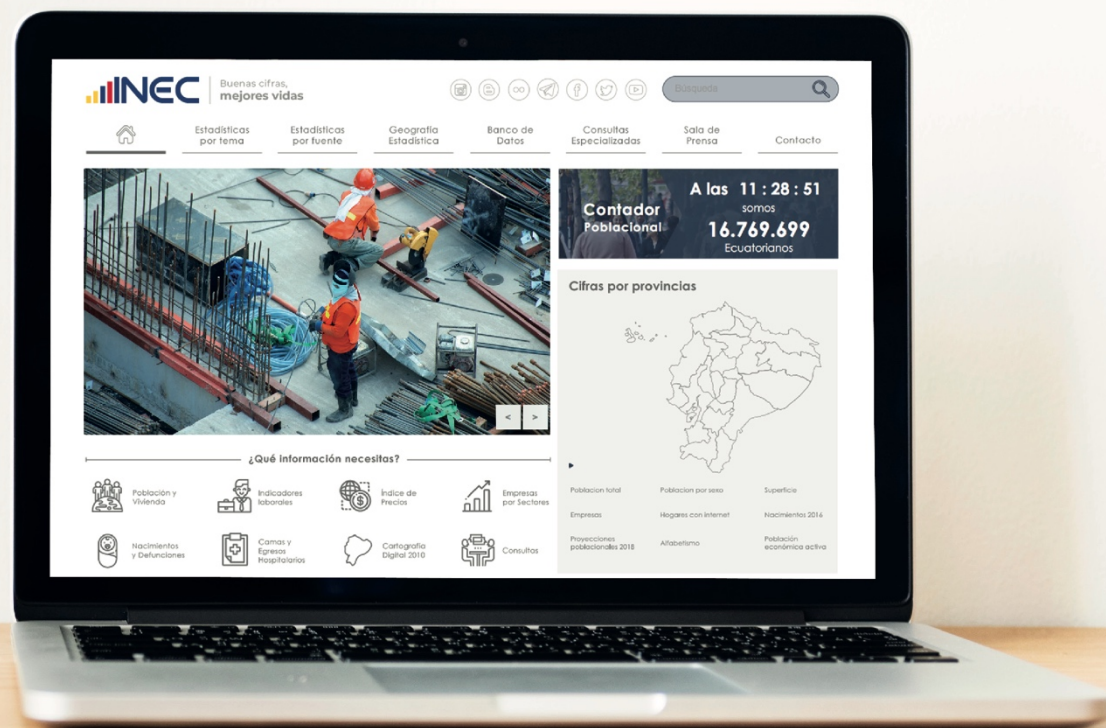 INEC
Buenas cifras,
mejores vidas
Búsqueda
Estadísticas
por tema
Estadísticas
por fuente
Geografía
Estadística
Banco de
Datos
Consultas
Especializadas
Sala de
Prensa
Contacto
Contador
Poblacional
A las 11 : 28 : 51
somos
16.769.699
Ecuatorianos
Cifras por provincias
< >
¿Qué información necesitas?
Población y
Vivienda
Indicadores
laborales
Índice de
Precios
Empresas
por Sectores
Nacimientos
y Defunciones
Camas y
Egresos
Hospitalarios
Cartografía
Digital 2010
Consultas
Poblacion total
Poblacion por sexo
Superficie
Empresas
Hogares con internet
Nacimientos 2016
Proyecciones
poblacionales 2018
Alfabetismo
Población
económica activa